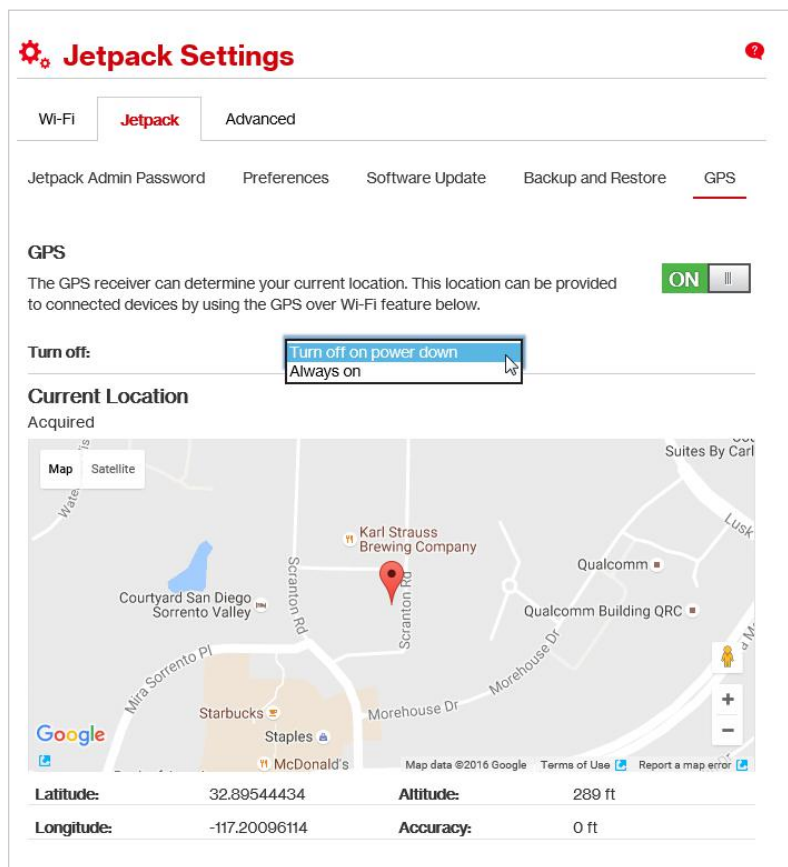 Jetpack Settings
?
Wi-Fi Jetpack Advanced
Jetpack Admin Password Preferences Software Update Backup and Restore GPS
GPS
The GPS receiver can determine your current location. This location can be provided
to connected devices by using the GPS over Wi-Fi feature below.
ON
Turn off:
Turn off on power down
Always on
Current Location
Acquired
Map Satellite
Suites By Carl
Lusk
Karl Strauss
Brewing Company
Qualcomm
Scranton Rd
Scranton Rd
Courtyard San Diego
Sorrento Valley
Qualcomm Building QRC
Morehouse Dr
Mira Sorrento Pl
Starbucks
Morehouse Dr
Staples
+
−
Google
McDonald's
Map data ©2016 Google Terms of Use Report a map error
Latitude: 32.89544434 Altitude: 289 ft
Longitude: -117.20096114 Accuracy: 0 ft